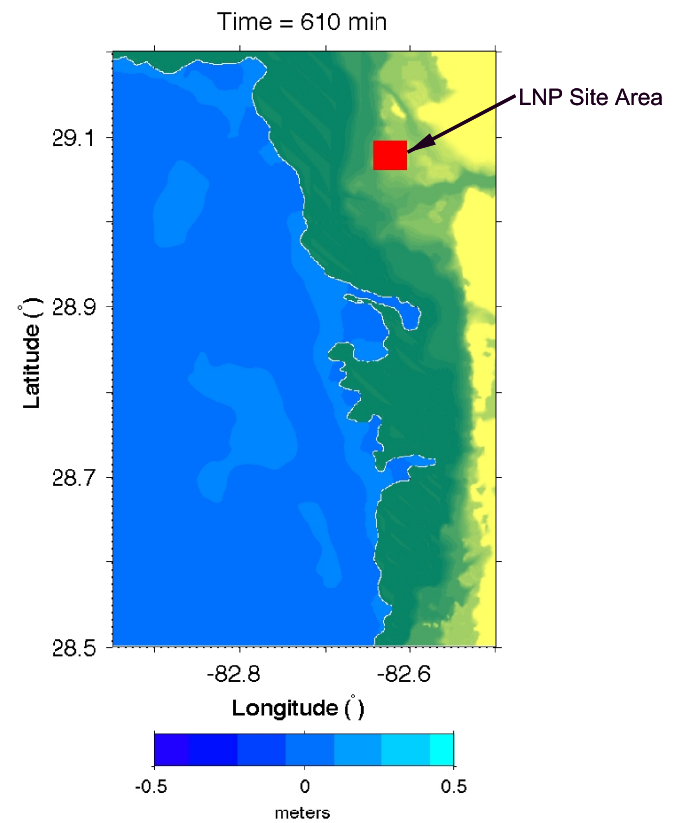 Time = 610 min
LNP Site Area
29.1
28.9
28.7
28.5
Latitude (°)
-82.8
-82.6
Longitude (°)
-0.5
0
0.5
meters